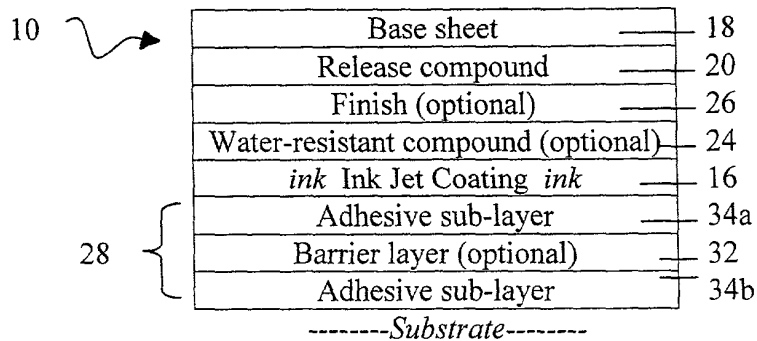 10
Base sheet 18
Release compound 20
Finish (optional) 26
Water-resistant compound (optional) 24
ink Ink Jet Coating ink 16
Adhesive sub-layer 34a
28 Barrier layer (optional) 32
Adhesive sub-layer 34b
--------Substrate--------